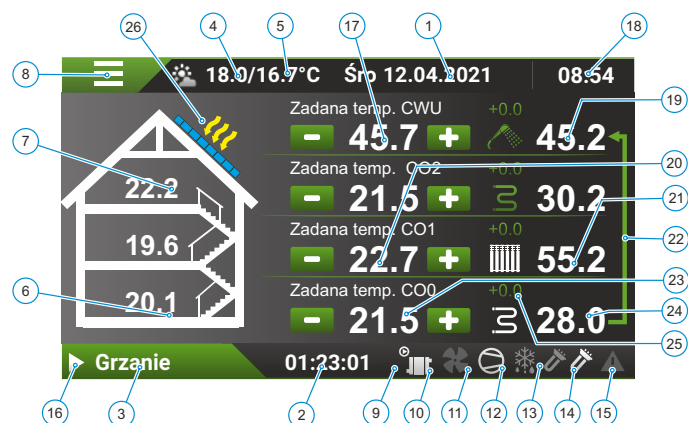 26 4 5 17 1 18
8 18.0/16.7°C Śro 12.04.2021 08:54
Zadana temp. CWU +0.0
- 45.7 + 45.2
19
Zadana temp. CO2 +0.0
20
7 22.2 - 21.5 + 30.2
21
Zadana temp. CO1 +0.0
19.6 - 22.7 + 55.2
22
Zadana temp. CO0 +0.0
23
6 20.1 - 21.5 + 28.0
24
25
Grzanie 01:23:01
16 3 2 9 10 11 12 13 14 15